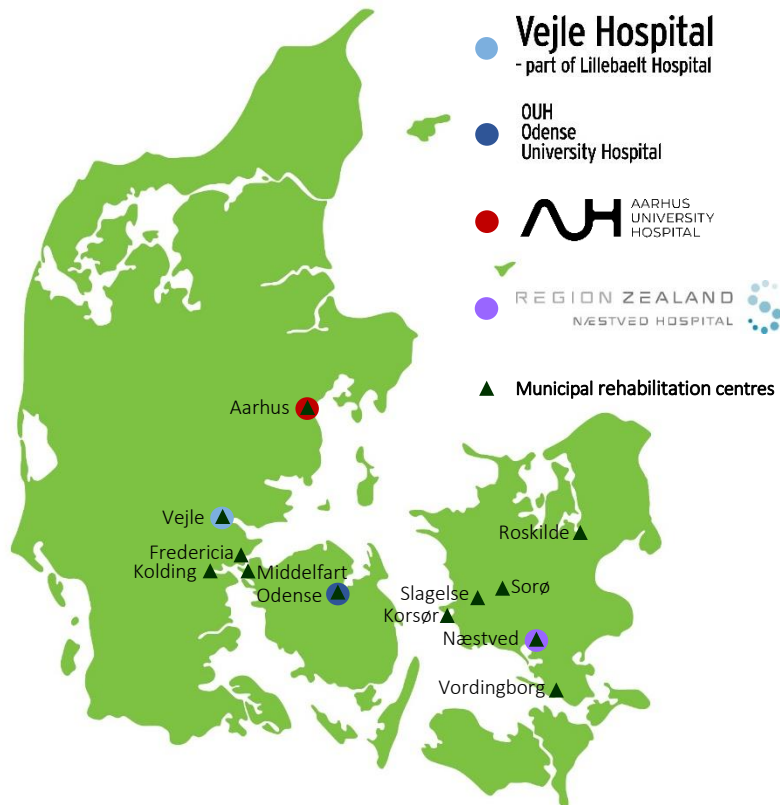 Vejle Hospital
- part of Lillebaelt Hospital
OUH
Odense
University Hospital
AUH AARHUS
UNIVERSITY
HOSPITAL
REGION ZEALAND
NÆSTVED HOSPITAL
Municipal rehabilitation centres
Aarhus
Vejle
Roskilde
Fredericia
Kolding
Middelfart
Odense
Sorø
Slagelse
Korsør
Næstved
Vordingborg